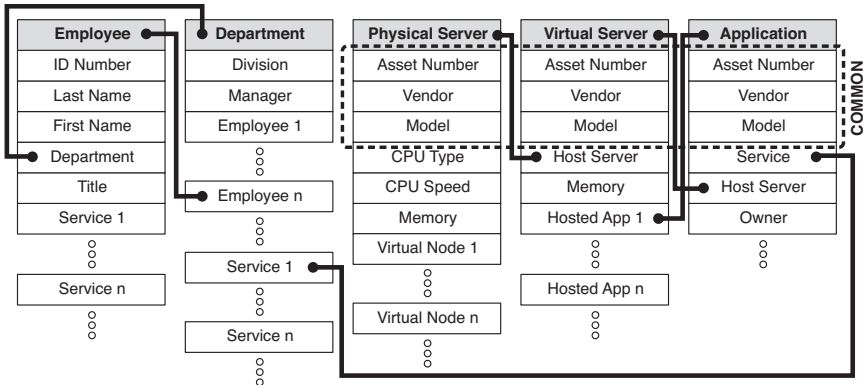 Employee
ID Number
Last Name
First Name
Department
Title
Service 1
Service n
Department
Division
Manager
Employee 1
Employee n
Service 1
Service n
Physical Server
Asset Number
Vendor
Model
CPU Type
CPU Speed
Memory
Virtual Node 1
Virtual Node n
Virtual Server
Asset Number
Vendor
Model
Host Server
Memory
Hosted App 1
Hosted App n
Application
Asset Number
Vendor
Model
Service
Host Server
Owner
COMMON